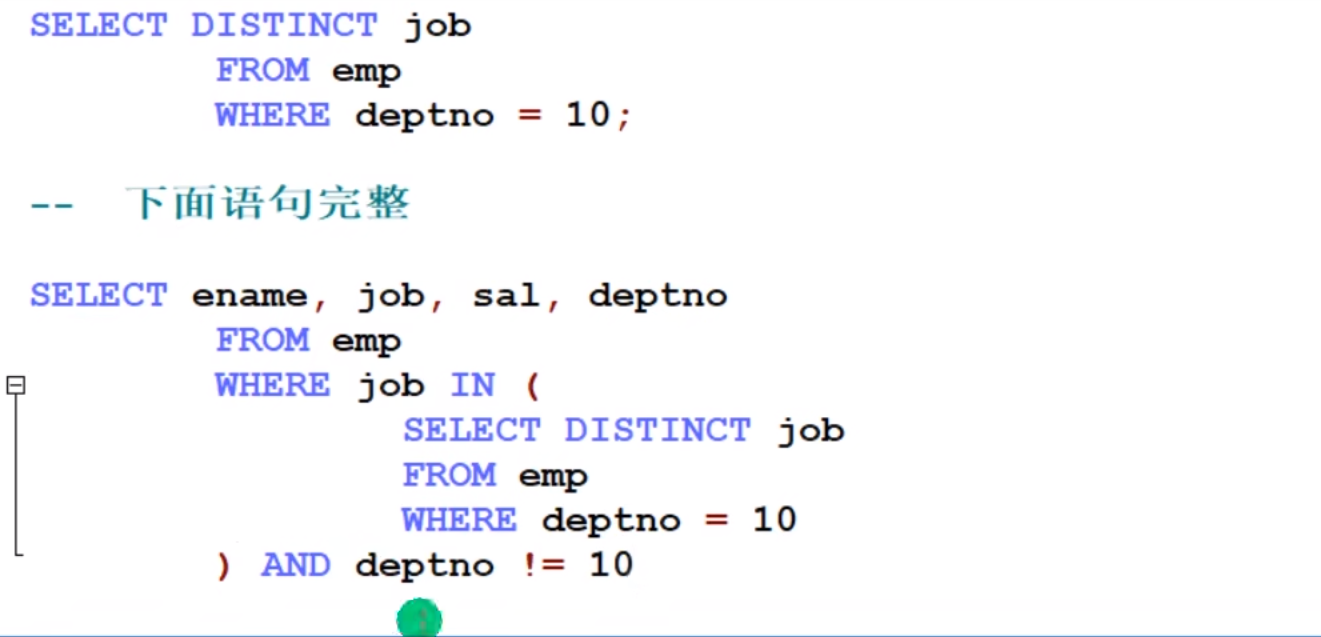 SELECT DISTINCT job
FROM emp
WHERE deptno = 10;
-- 下面语句完整
SELECT ename, job, sal, deptno
FROM emp
WHERE job IN (
SELECT DISTINCT job
FROM emp
WHERE deptno = 10
) AND deptno != 10